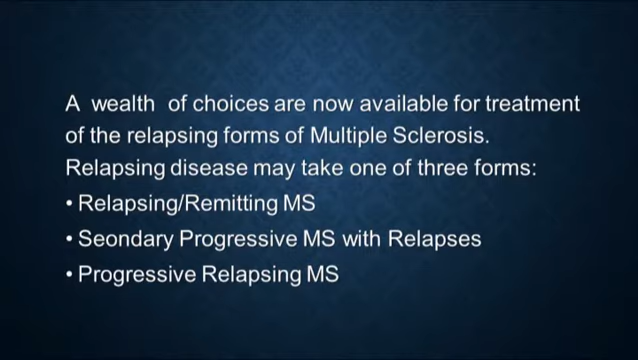 A wealth of choices are now available for treatment
of the relapsing forms of Multiple Sclerosis.
Relapsing disease may take one of three forms:
• Relapsing/Remitting MS
• Seondary Progressive MS with Relapses
• Progressive Relapsing MS